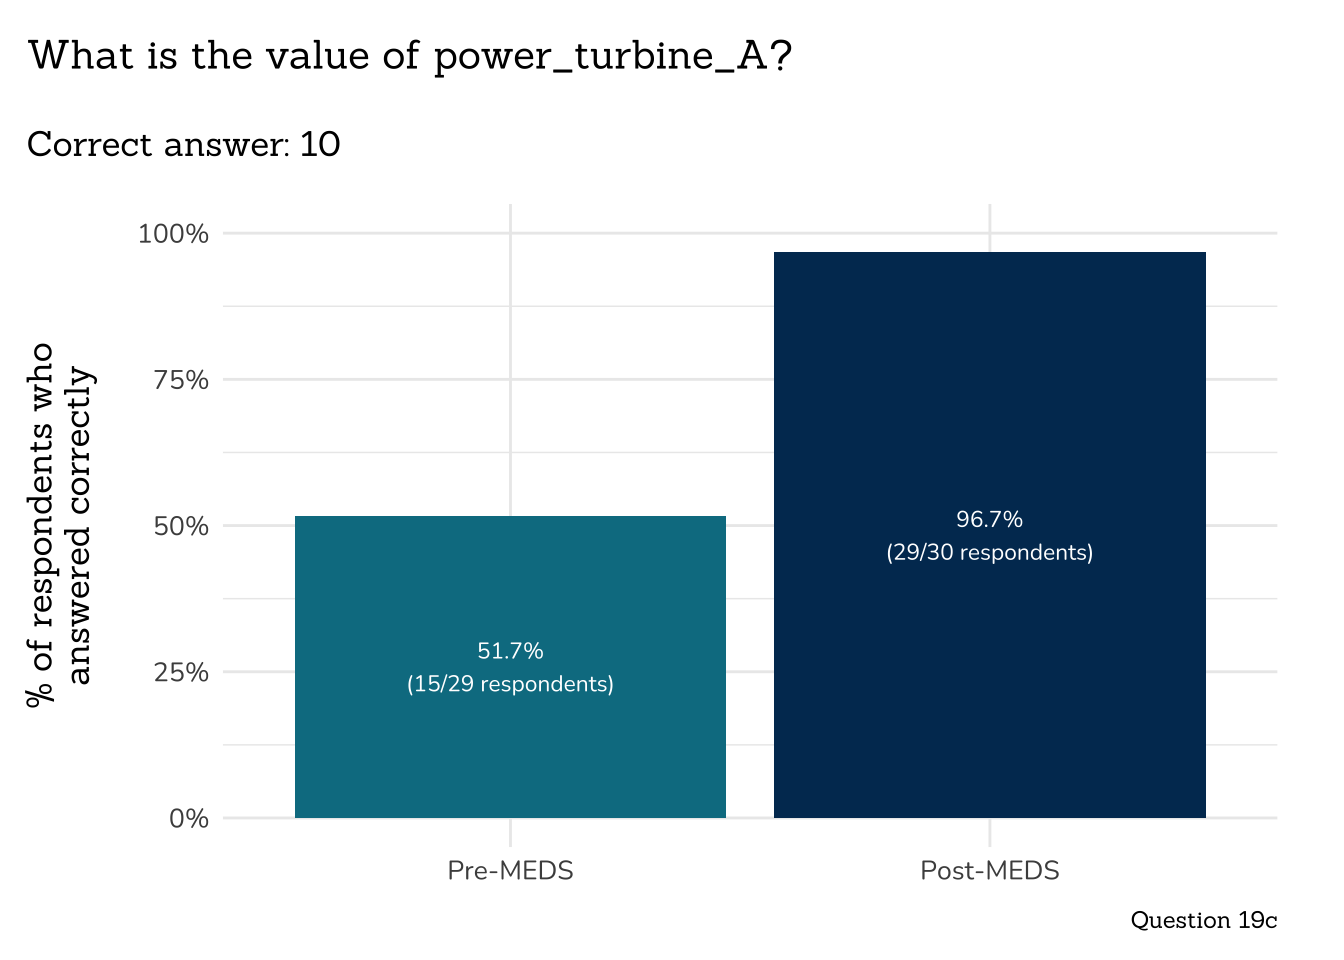 What is the value of power_turbine_A?
Correct answer: 10
% of respondents who
answered correctly
100%
75%
50%
25%
0%
51.7%
(15/29 respondents)
96.7%
(29/30 respondents)
Pre-MEDS
Post-MEDS
Question 19c